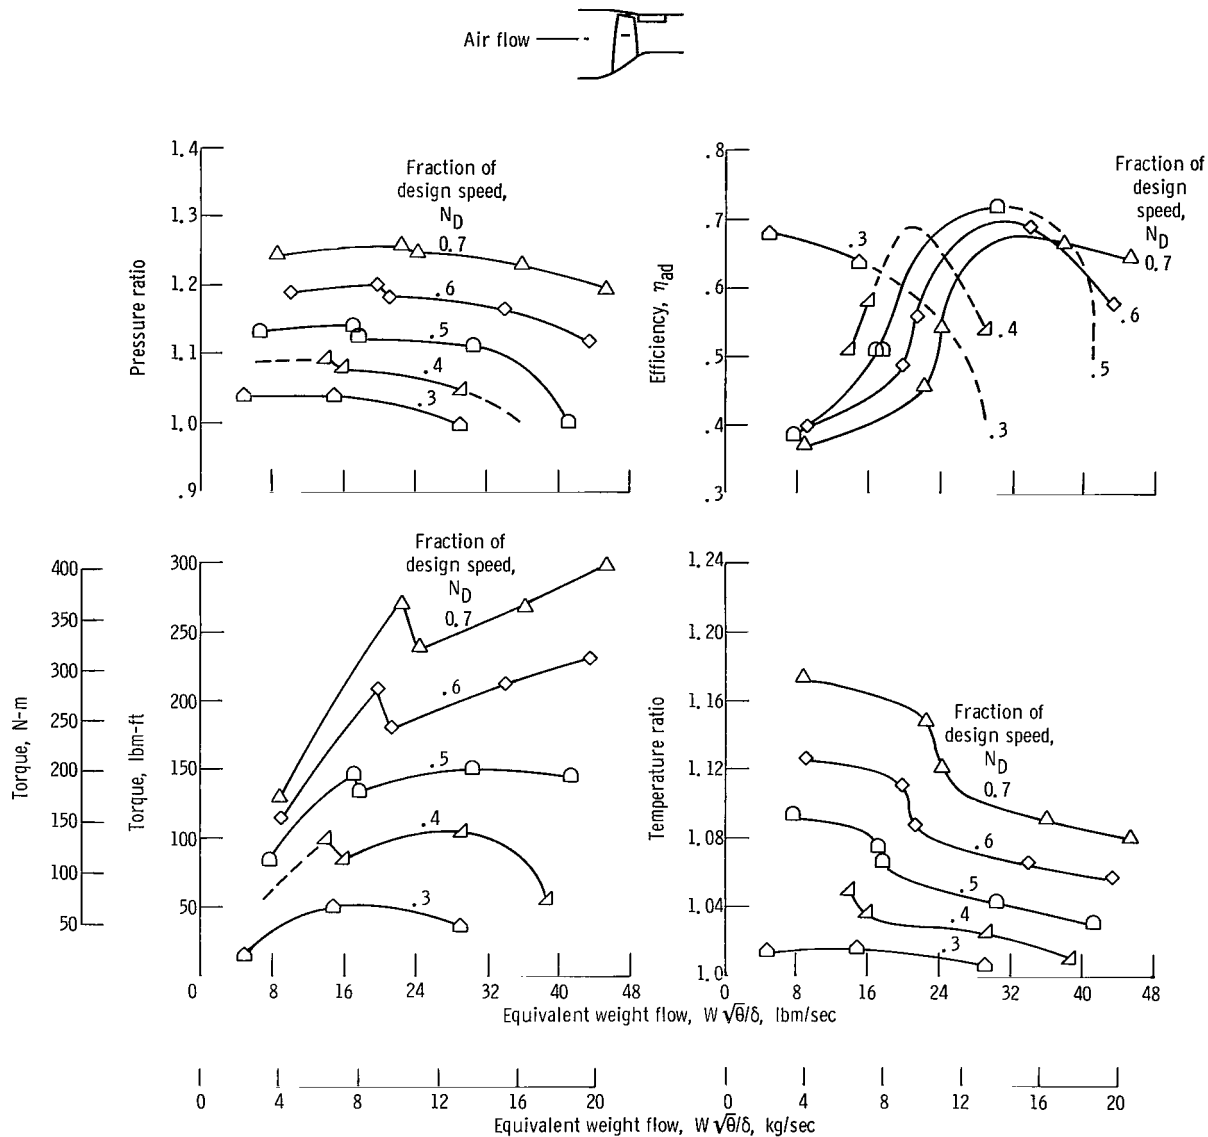 Air flow
1.4
1.3
1.2
1.1
1.0
.9
Pressure ratio
Fraction of
design speed,
N_D
0.7
.6
.5
.4
.3
.8
.7
.6
.5
.4
.3
Efficiency, η_ad
Fraction of
design
speed,
N_D
0.7
.6
.5
.4
.3
.3
400
350
300
250
200
150
100
50
Torque, N-m
300
250
200
150
100
50
Torque, lbm-ft
Fraction of
design speed,
N_D
0.7
.6
.5
.4
.3
1.24
1.20
1.16
1.12
1.08
1.04
1.0
Temperature ratio
Fraction of
design speed,
N_D
0.7
.6
.5
.4
.3
0 8 16 24 32 40 48
0 8 16 24 32 40 48
Equivalent weight flow, W√θ/δ, lbm/sec
0 4 8 12 16 20
0 4 8 12 16 20
Equivalent weight flow, W√θ/δ, kg/sec